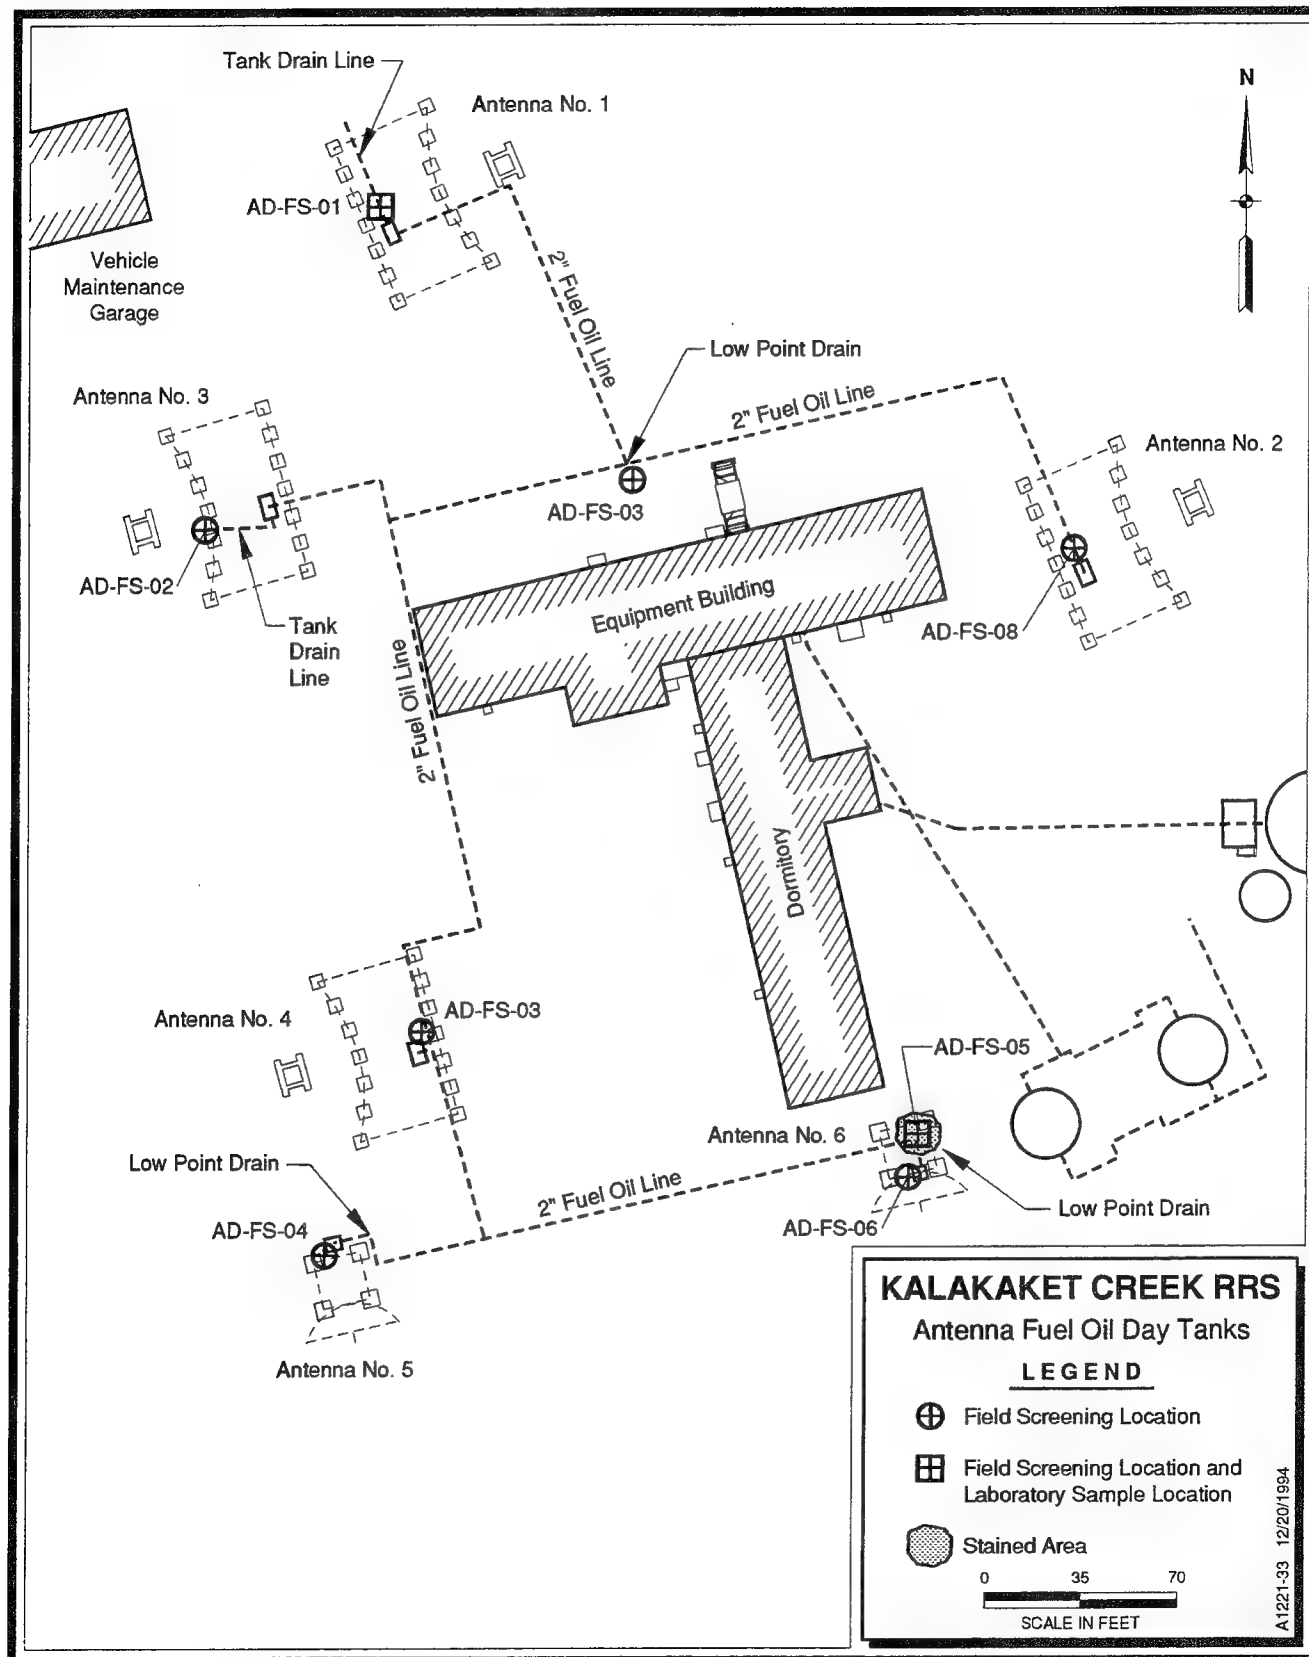 Tank Drain Line
Antenna No. 1
N
AD-FS-01
Vehicle
Maintenance
Garage
2" Fuel Oil Line
Low Point Drain
2" Fuel Oil Line
Antenna No. 3
Antenna No. 2
AD-FS-03
AD-FS-02
Equipment Building
AD-FS-08
Tank
Drain
Line
2" Fuel Oil Line
Dormitory
AD-FS-03
Antenna No. 4
AD-FS-05
Antenna No. 6
Low Point Drain
2" Fuel Oil Line
Low Point Drain
AD-FS-04
AD-FS-06
Antenna No. 5
KALAKAKET CREEK RRS
Antenna Fuel Oil Day Tanks
LEGEND
Field Screening Location
Field Screening Location and
Laboratory Sample Location
Stained Area
0 35 70
SCALE IN FEET
A1221-33 12/20/1994